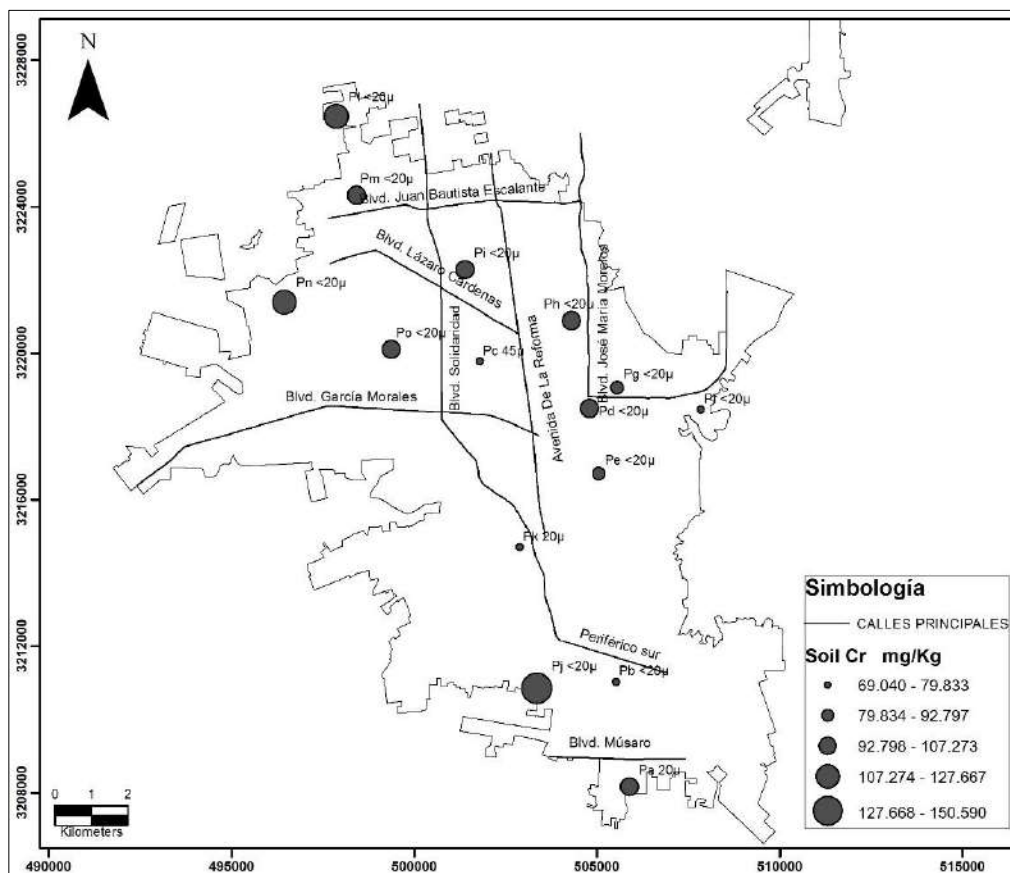 N
3228000
3224000
3220000
3216000
3212000
3208000
Pl <20µ
Pm <20µ
Blvd. Juan Bautista Escalante
Blvd. Lázaro Cárdenas
Pi <20µ
Pn <20µ
Ph <20µ
Blvd. José María Morelos
Po <20µ
Pc 45µ
Blvd. Solidaridad
Avenida De La Reforma
Pg <20µ
Blvd. García Morales
Pd <20µ
Pf <20µ
Pe <20µ
Pk 20µ
Periférico sur
Pj <20µ
Pb <20µ
Blvd. Músaro
Pa 20µ
0 1 2
Kilometers
Simbología
CALLES PRINCIPALES
Soil Cr mg/Kg
69.040 - 79.833
79.834 - 92.797
92.798 - 107.273
107.274 - 127.667
127.668 - 150.590
490000 495000 500000 505000 510000 515000